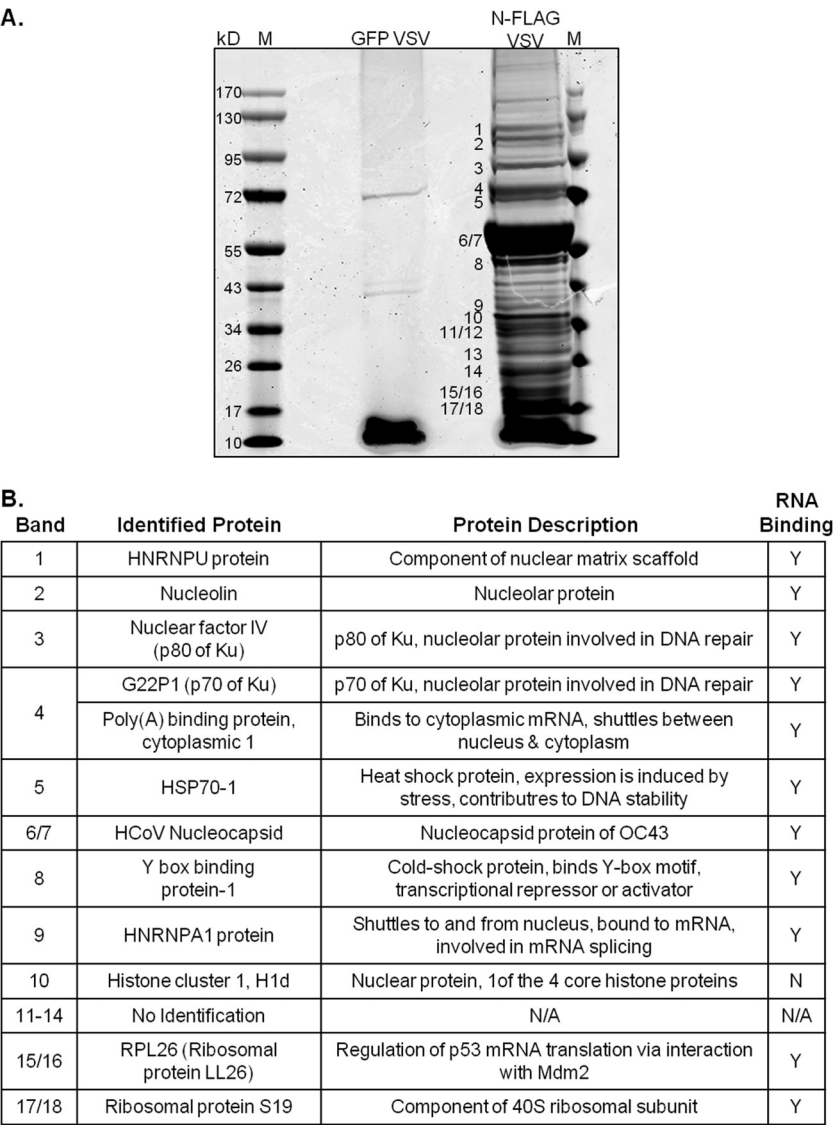 A.
kD M GFP VSV N-FLAG VSV M
170
130
95
72
55
43
34
26
17
10
1
2
3
4
5
6/7
8
9
10
11/12
13
14
15/16
17/18
B.
Band Identified Protein Protein Description RNA Binding
1 HNRNPU protein Component of nuclear matrix scaffold Y
2 Nucleolin Nucleolar protein Y
3 Nuclear factor IV (p80 of Ku) p80 of Ku, nucleolar protein involved in DNA repair Y
4 G22P1 (p70 of Ku) p70 of Ku, nucleolar protein involved in DNA repair Y
Poly(A) binding protein, cytoplasmic 1 Binds to cytoplasmic mRNA, shuttles between nucleus & cytoplasm Y
5 HSP70-1 Heat shock protein, expression is induced by stress, contributres to DNA stability Y
6/7 HCoV Nucleocapsid Nucleocapsid protein of OC43 Y
8 Y box binding protein-1 Cold-shock protein, binds Y-box motif, transcriptional repressor or activator Y
9 HNRNPA1 protein Shuttles to and from nucleus, bound to mRNA, involved in mRNA splicing Y
10 Histone cluster 1, H1d Nuclear protein, 1of the 4 core histone proteins N
11-14 No Identification N/A N/A
15/16 RPL26 (Ribosomal protein LL26) Regulation of p53 mRNA translation via interaction with Mdm2 Y
17/18 Ribosomal protein S19 Component of 40S ribosomal subunit Y